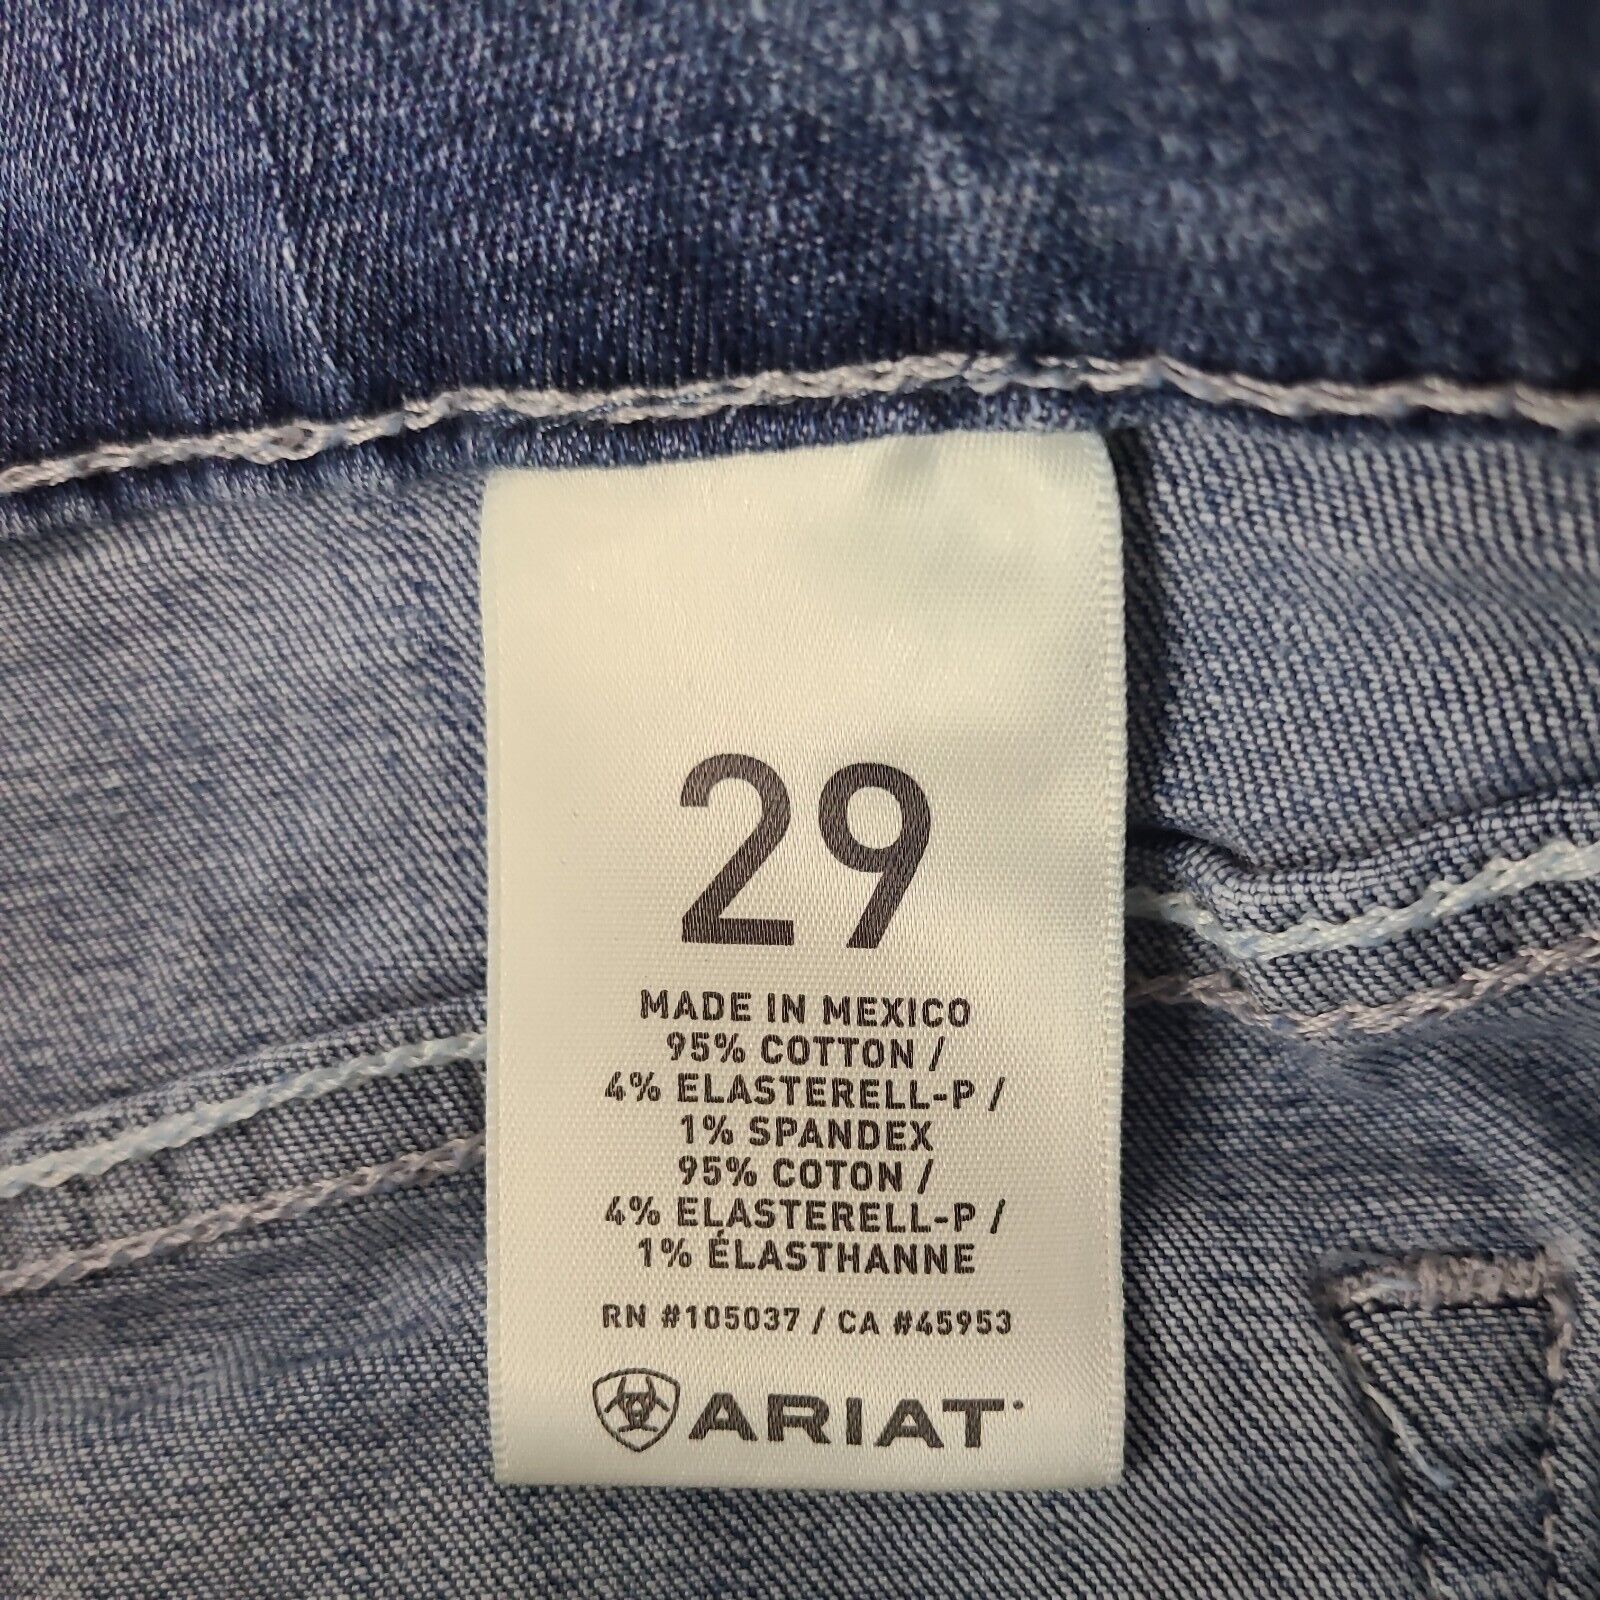 29
MADE IN MEXICO
95% COTTON /
4% ELASTERELL-P /
1% SPANDEX
95% COTON /
4% ELASTERELL-P /
1% ÉLASTHANNE
RN #105037 / CA #45953
ARIAT